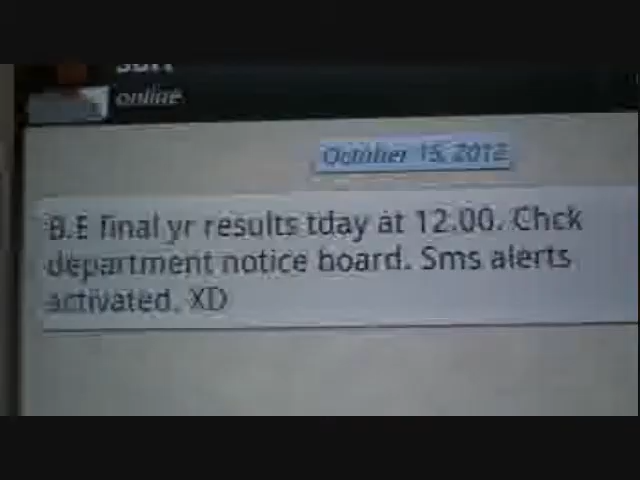 online
October 15, 2012
B.E final yr results tday at 12.00. Chck
department notice board. Sms alerts
activated. XD